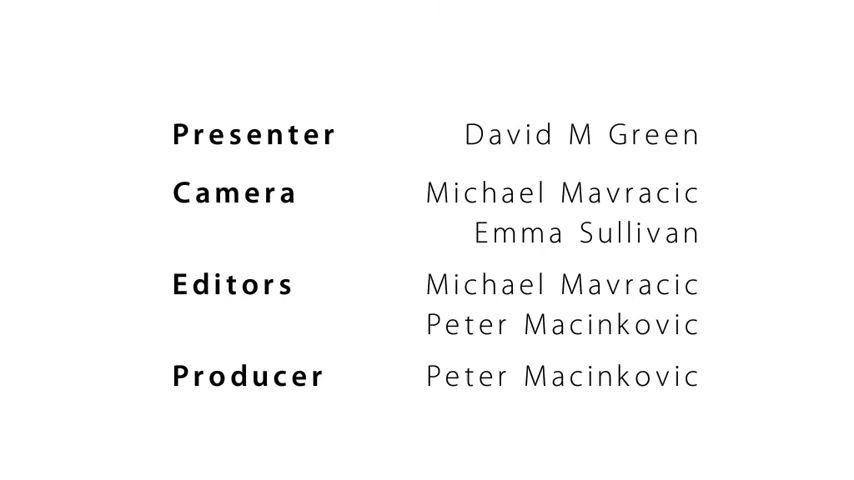 Presenter David M Green
Camera Michael Mavracic
Emma Sullivan
Editors Michael Mavracic
Peter Macinkovic
Producer Peter Macinkovic